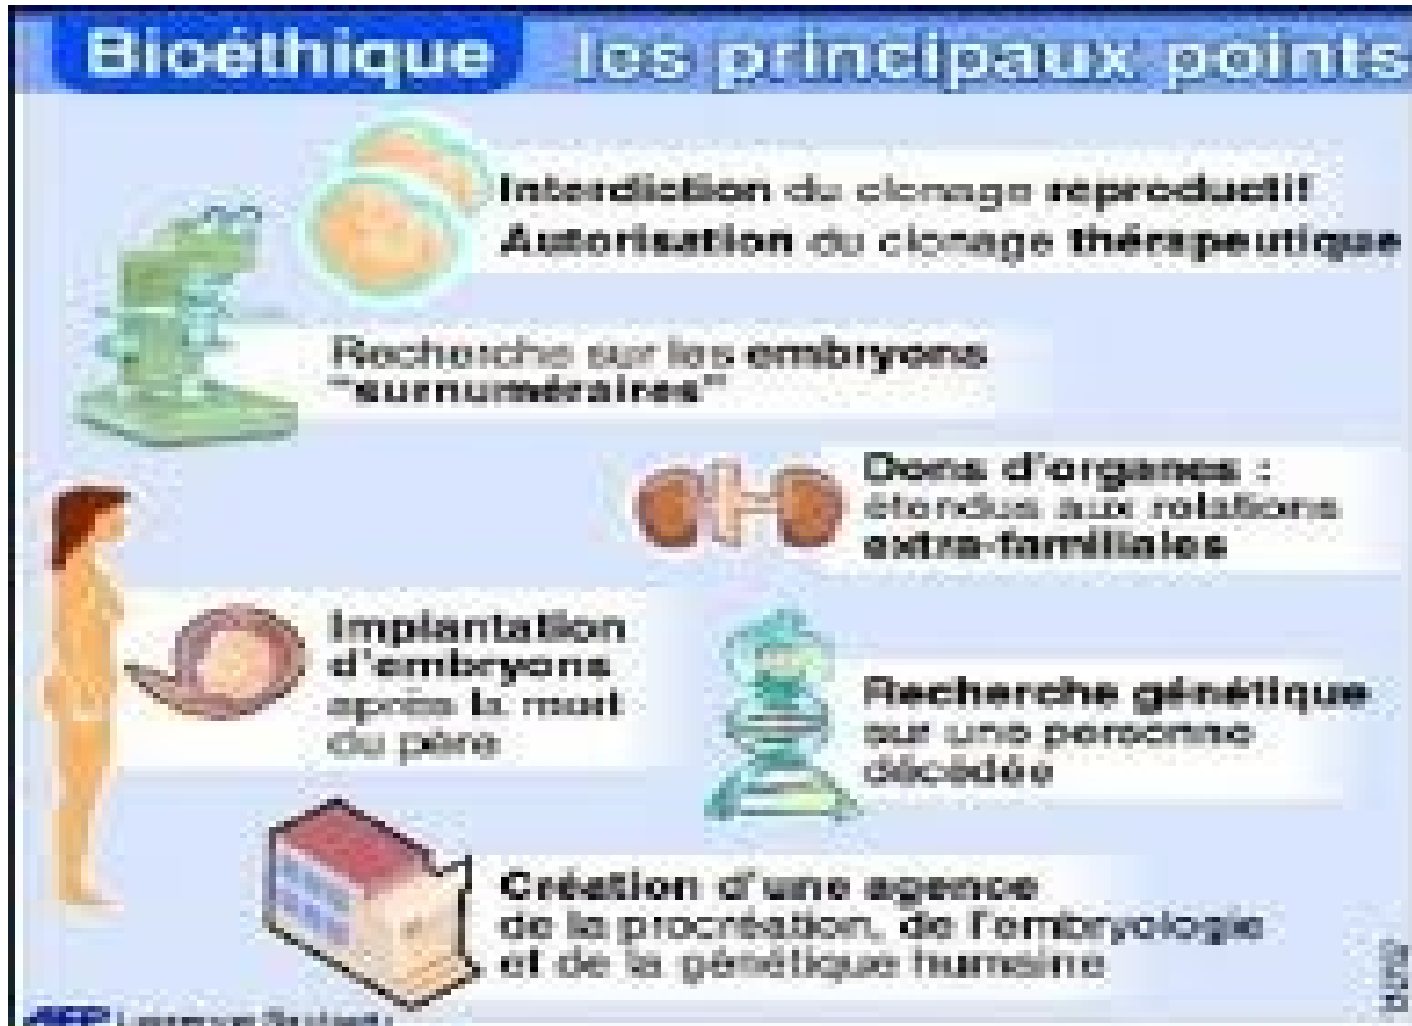 Bioéthique les principaux points
Interdiction du clonage reproductif
Autorisation du clonage thérapeutique
Recherche sur les embryons
"surnuméraires"
Dons d'organes :
étendus aux relations
extra-familiales
Implantation
d'embryons
après la mort
du père
Recherche génétique
sur une personne
décédée
Création d'une agence
de la procréation, de l'embryologie
et de la génétique humaine
AFP